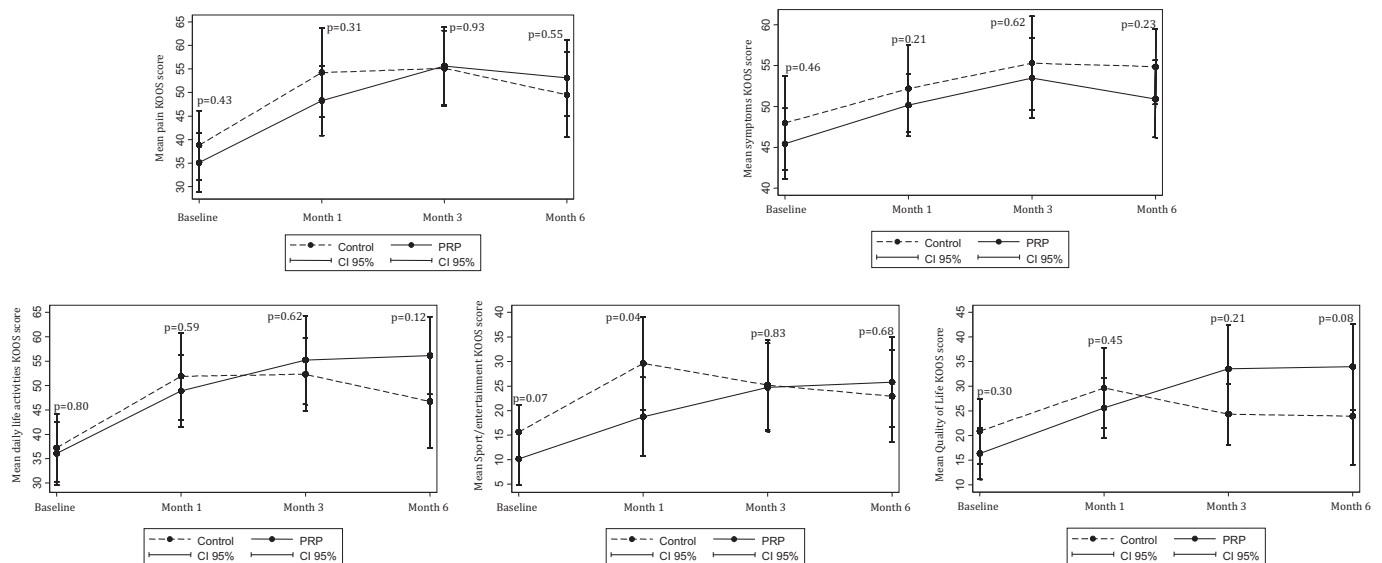 Mean pain KOOS score
65
60
55
50
45
40
35
30
p=0.43
p=0.31
p=0.93
p=0.55
Baseline Month 1 Month 3 Month 6
Control PRP
CI 95% CI 95%
Mean symptoms KOOS score
60
55
50
45
40
p=0.46
p=0.21
p=0.62
p=0.23
Baseline Month 1 Month 3 Month 6
Control PRP
CI 95% CI 95%
Mean daily life activities KOOS score
65
60
55
50
45
40
35
30
p=0.80
p=0.59
p=0.62
p=0.12
Baseline Month 1 Month 3 Month 6
Control PRP
CI 95% CI 95%
Mean Sport/entertainment KOOS score
40
35
30
25
20
15
10
5
p=0.07
p=0.04
p=0.83
p=0.68
Baseline Month 1 Month 3 Month 6
Control PRP
CI 95% CI 95%
Mean Quality of Life KOOS score
45
40
35
30
25
20
15
10
p=0.30
p=0.45
p=0.21
p=0.08
Baseline Month 1 Month 3 Month 6
Control PRP
CI 95% CI 95%